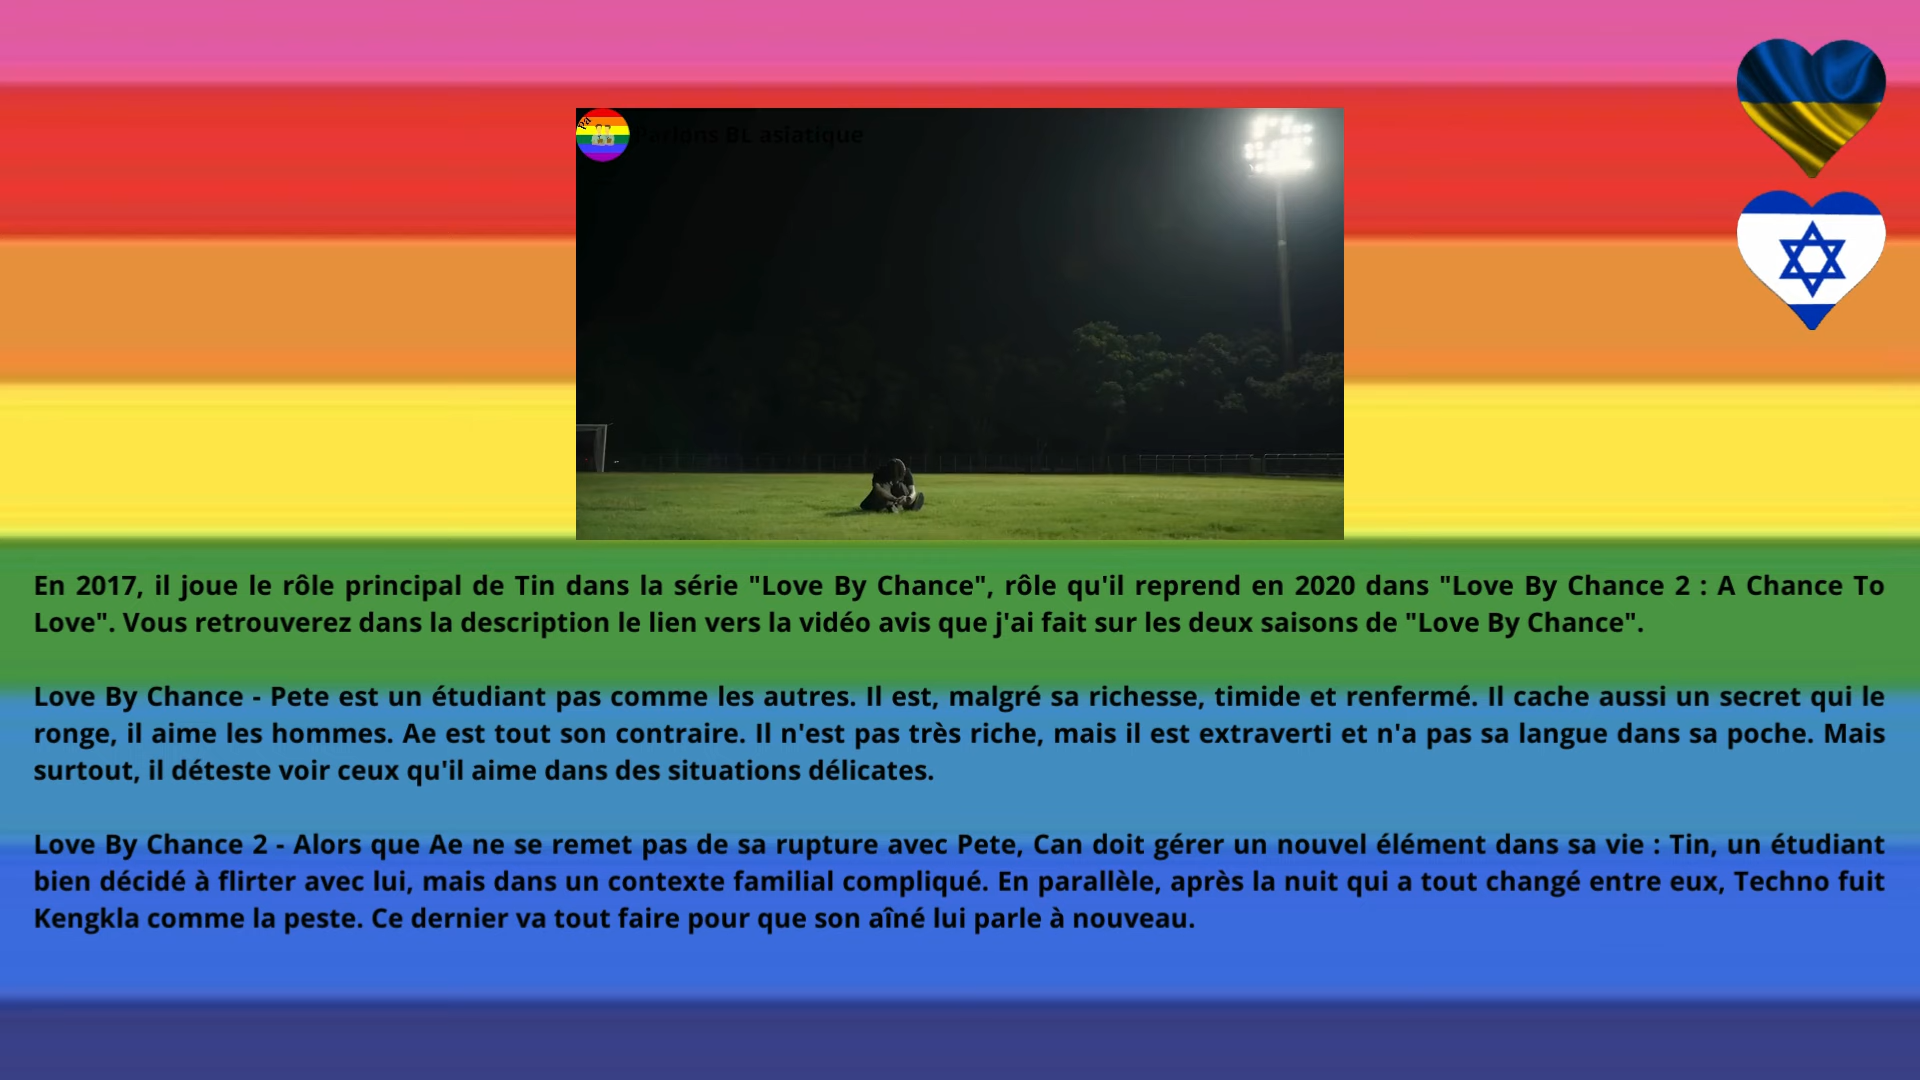 Parlons BL asiatique
En 2017, il joue le rôle principal de Tin dans la série "Love By Chance", rôle qu'il reprend en 2020 dans "Love By Chance 2 : A Chance To
Love". Vous retrouverez dans la description le lien vers la vidéo avis que j'ai fait sur les deux saisons de "Love By Chance".
Love By Chance - Pete est un étudiant pas comme les autres. Il est, malgré sa richesse, timide et renfermé. Il cache aussi un secret qui le
ronge, il aime les hommes. Ae est tout son contraire. Il n'est pas très riche, mais il est extraverti et n'a pas sa langue dans sa poche. Mais
surtout, il déteste voir ceux qu'il aime dans des situations délicates.
Love By Chance 2 - Alors que Ae ne se remet pas de sa rupture avec Pete, Can doit gérer un nouvel élément dans sa vie : Tin, un étudiant
bien décidé à flirter avec lui, mais dans un contexte familial compliqué. En parallèle, après la nuit qui a tout changé entre eux, Techno fuit
Kengkla comme la peste. Ce dernier va tout faire pour que son aîné lui parle à nouveau.